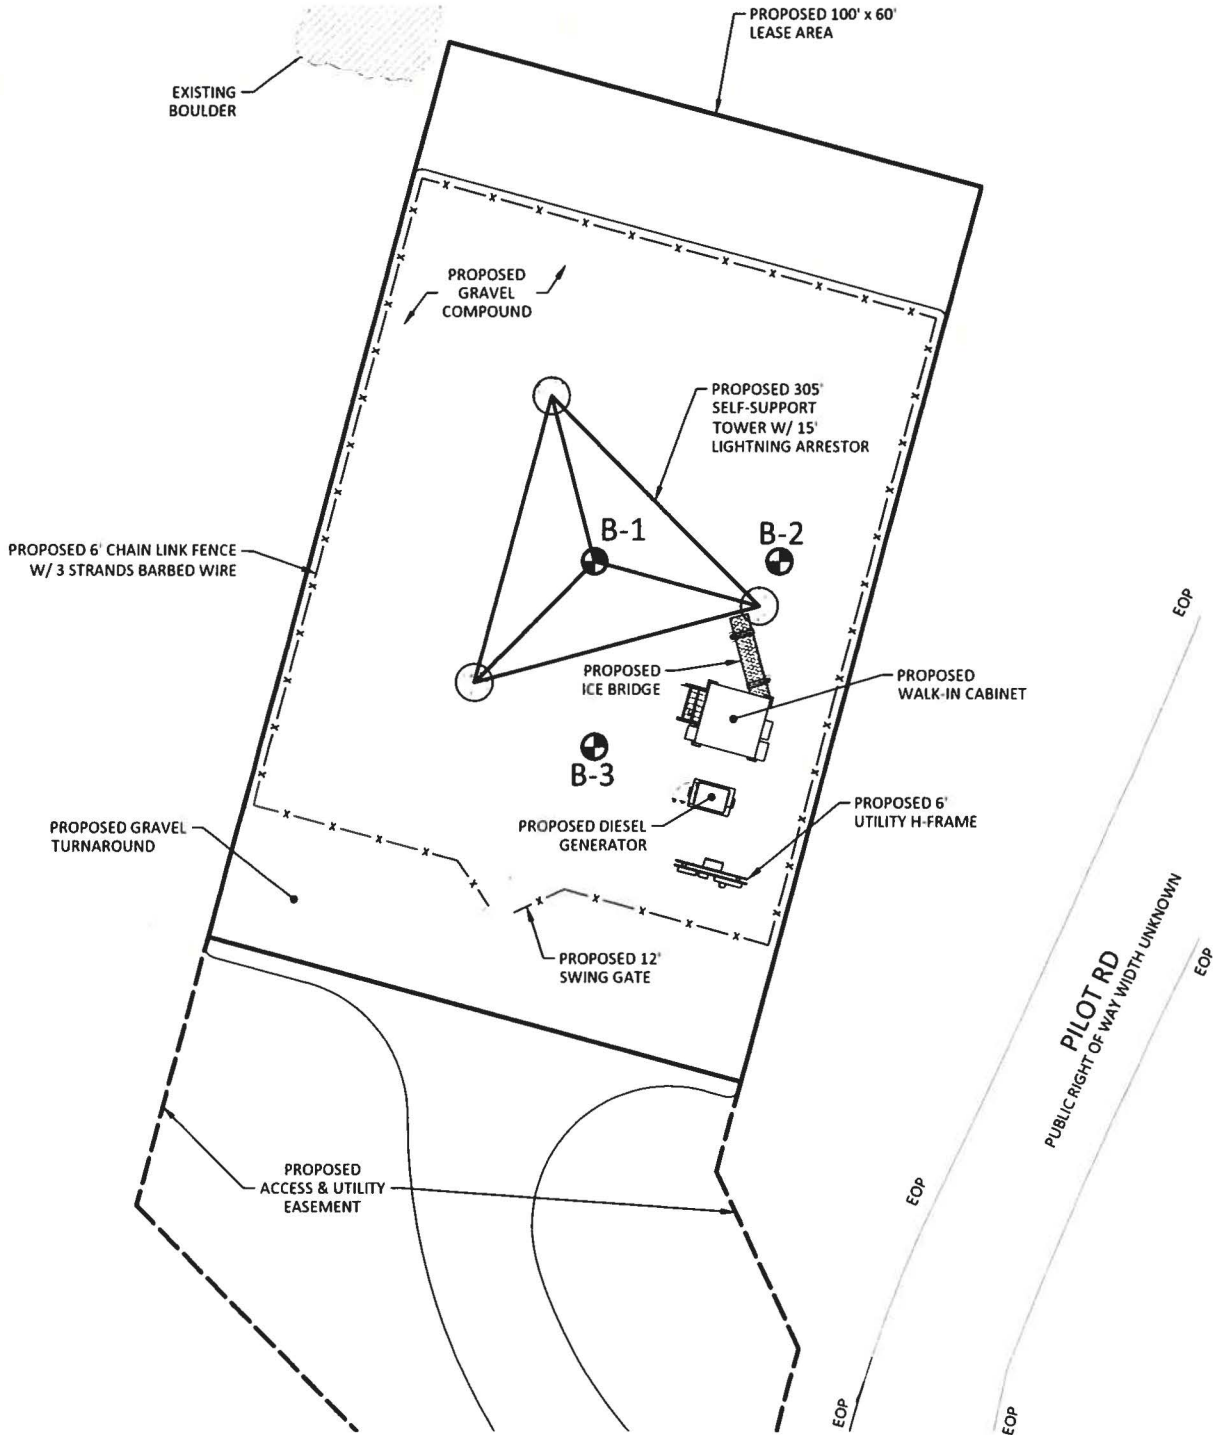 PROPOSED 100' x 60'
LEASE AREA
EXISTING
BOULDER
PROPOSED
GRAVEL
COMPOUND
PROPOSED 305'
SELF-SUPPORT
TOWER W/ 15'
LIGHTNING ARRESTOR
B-1
B-2
PROPOSED 6' CHAIN LINK FENCE
W/ 3 STRANDS BARBED WIRE
EOP
PROPOSED
ICE BRIDGE
PROPOSED
WALK-IN CABINET
B-3
PROPOSED 6'
UTILITY H-FRAME
PROPOSED GRAVEL
TURNAROUND
PROPOSED DIESEL
GENERATOR
PROPOSED 12'
SWING GATE
EOP
PILOT RD
PUBLIC RIGHT OF WAY WIDTH UNKNOWN
PROPOSED
ACCESS & UTILITY
EASEMENT
EOP
EOP
EOP